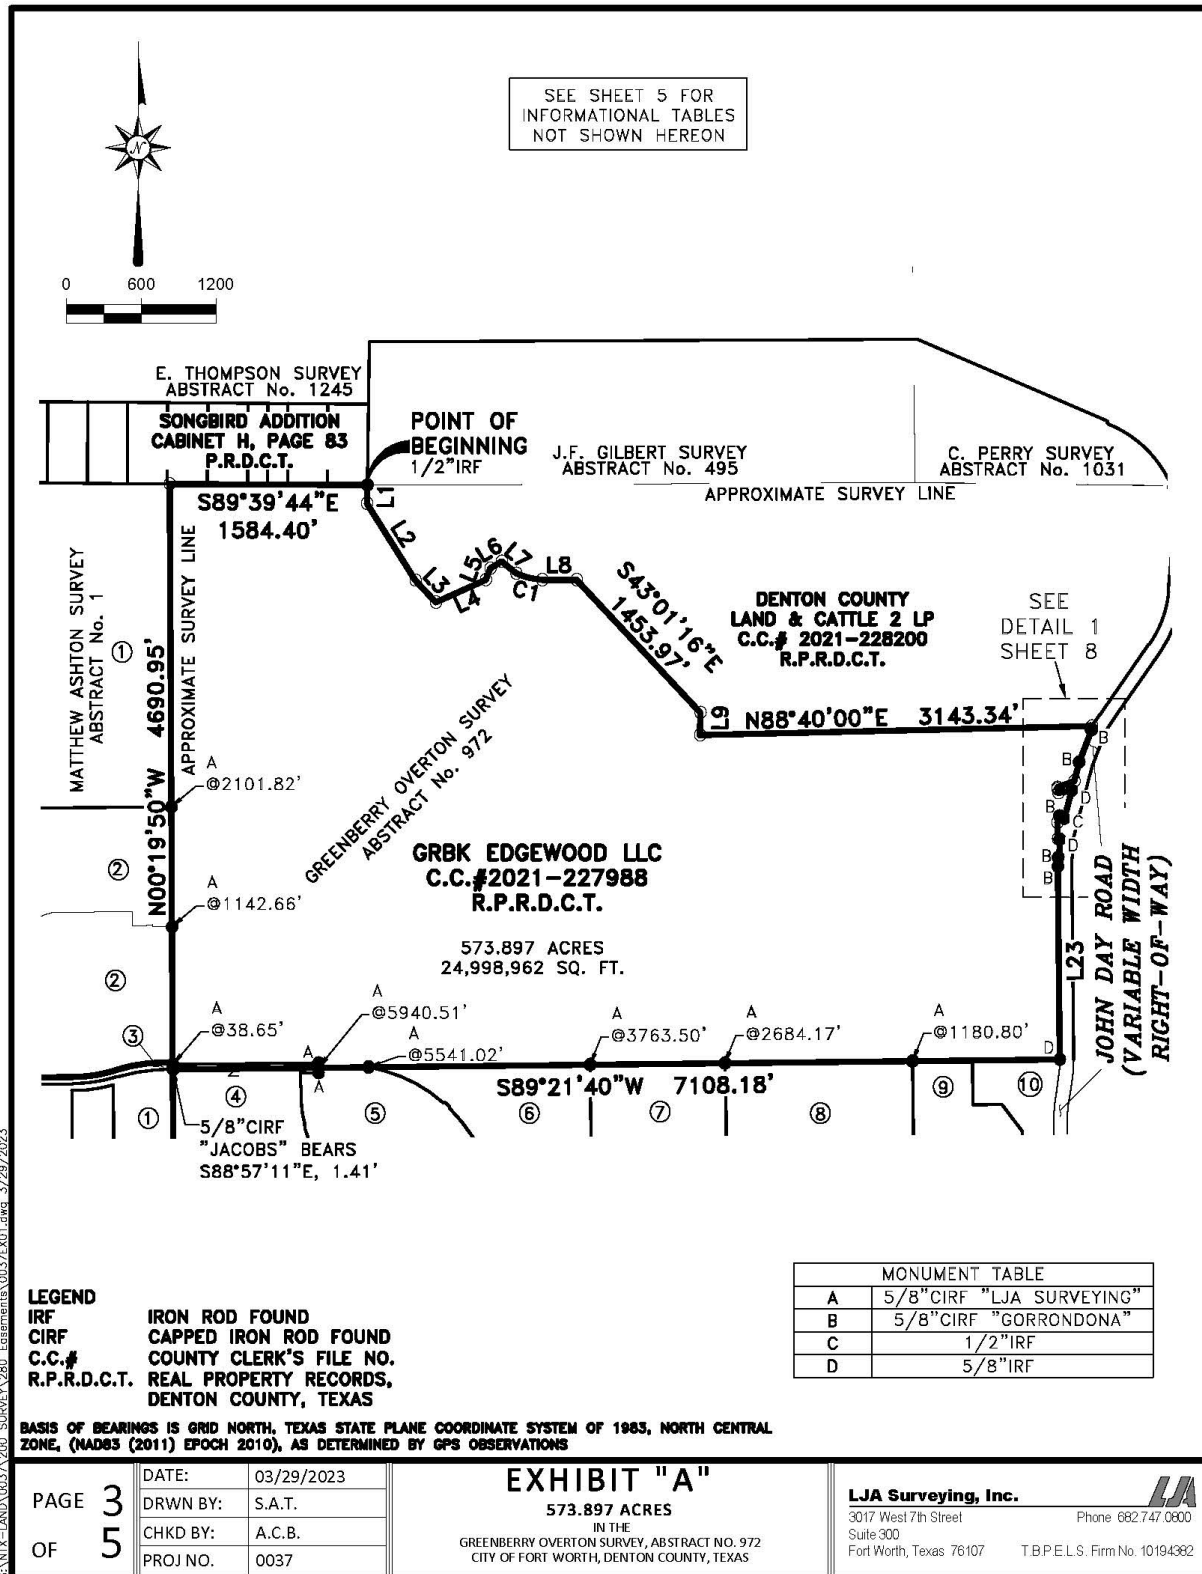 SEE SHEET 5 FOR
INFORMATIONAL TABLES
NOT SHOWN HEREON
N
0 600 1200
E. THOMPSON SURVEY
ABSTRACT No. 1245
SONGBIRD ADDITION
CABINET H, PAGE 83
P.R.D.C.T.
POINT OF
BEGINNING
1/2"IRF
J.F. GILBERT SURVEY
ABSTRACT No. 495
C. PERRY SURVEY
ABSTRACT No. 1031
APPROXIMATE SURVEY LINE
S89°39'44"E
1584.40'
L1
L2
L3
L4
L5
L6
L7
C1
L8
S43°01'16"E
1453.97'
L9
N88°40'00"E 3143.34'
DENTON COUNTY
LAND & CATTLE 2 LP
C.C.# 2021-228200
R.P.R.D.C.T.
SEE
DETAIL 1
SHEET 8
MATTHEW ASHTON SURVEY
ABSTRACT No. 1
1
N00°19'50"W 4690.95'
APPROXIMATE SURVEY LINE
A
@2101.82'
GREENBERRY OVERTON SURVEY
ABSTRACT No. 972
2
A
@1142.66'
GRBK EDGEWOOD LLC
C.C.#2021-227988
R.P.R.D.C.T.
573.897 ACRES
24,998,962 SQ. FT.
B
B
D
B
C
D
B
B
L23
JOHN DAY ROAD
(VARIABLE WIDTH
RIGHT-OF-WAY)
2
3
A
@38.65'
A
@5940.51'
A
@5541.02'
A
@3763.50'
A
@2684.17'
A
@1180.80'
D
A
A
2
S89°21'40"W 7108.18'
1
4
5
6
7
8
9
10
5/8"CIRF
"JACOBS" BEARS
S88°57'11"E, 1.41'
LEGEND
IRF IRON ROD FOUND
CIRF CAPPED IRON ROD FOUND
C.C.# COUNTY CLERK'S FILE NO.
R.P.R.D.C.T. REAL PROPERTY RECORDS,
DENTON COUNTY, TEXAS
MONUMENT TABLE
A 5/8"CIRF "LJA SURVEYING"
B 5/8"CIRF "GORRONDONA"
C 1/2"IRF
D 5/8"IRF
BASIS OF BEARINGS IS GRID NORTH, TEXAS STATE PLANE COORDINATE SYSTEM OF 1983, NORTH CENTRAL
ZONE, (NAD83 (2011) EPOCH 2010), AS DETERMINED BY GPS OBSERVATIONS
PAGE 3
OF 5
DATE: 03/29/2023
DRWN BY: S.A.T.
CHKD BY: A.C.B.
PROJ NO. 0037
EXHIBIT "A"
573.897 ACRES
IN THE
GREENBERRY OVERTON SURVEY, ABSTRACT NO. 972
CITY OF FORT WORTH, DENTON COUNTY, TEXAS
LJA Surveying, Inc.
3017 West 7th Street Phone 682.747.0800
Suite 300
Fort Worth, Texas 76107 T.B.P.E.L.S. Firm No. 10194382
LJA